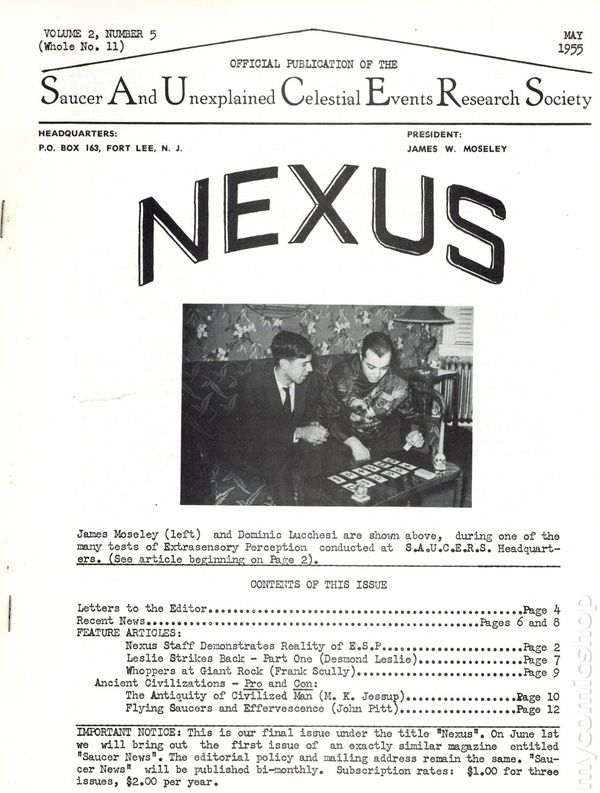 VOLUME 2, NUMBER 5
(Whole No. 11)
MAY
1955
OFFICIAL PUBLICATION OF THE
Saucer And Unexplained Celestial Events Research Society
HEADQUARTERS:
P.O. BOX 163, FORT LEE, N. J.
PRESIDENT:
JAMES W. MOSELEY
NEXUS
James Moseley (left) and Dominic Lucchesi are shown above, during one of the
many tests of Extrasensory Perception conducted at S.A.U.C.E.R.S. Headquart-
ers. (See article beginning on Page 2).
CONTENTS OF THIS ISSUE
Letters to the Editor..................................................Page 4
Recent News......................................................Pages 6 and 8
FEATURE ARTICLES:
Nexus Staff Demonstrates Reality of E.S.P.......................Page 2
Leslie Strikes Back - Part One (Desmond Leslie).................Page 7
Whoppers at Giant Rock (Frank Scully)...........................Page 9
Ancient Civilizations - Pro and Con:
The Antiquity of Civilized Man (M. K. Jessup)...................Page 10
Flying Saucers and Effervescence (John Pitt)....................Page 12
IMPORTANT NOTICE: This is our final issue under the title "Nexus". On June 1st
we will bring out the first issue of an exactly similar magazine entitled
"Saucer News". The editorial policy and mailing address remain the same. "Sau-
cer News" will be published bi-monthly. Subscription rates: $1.00 for three
issues, $2.00 per year.
mycomicshop